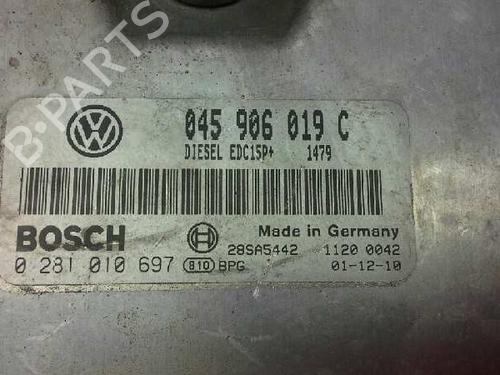 B-PARTS
045 906 019 C
DIESEL EDC15P+ 1479
BOSCH
Made in Germany
28SA5442 1120 0042
0 281 010 697 810 BPG 01-12-10